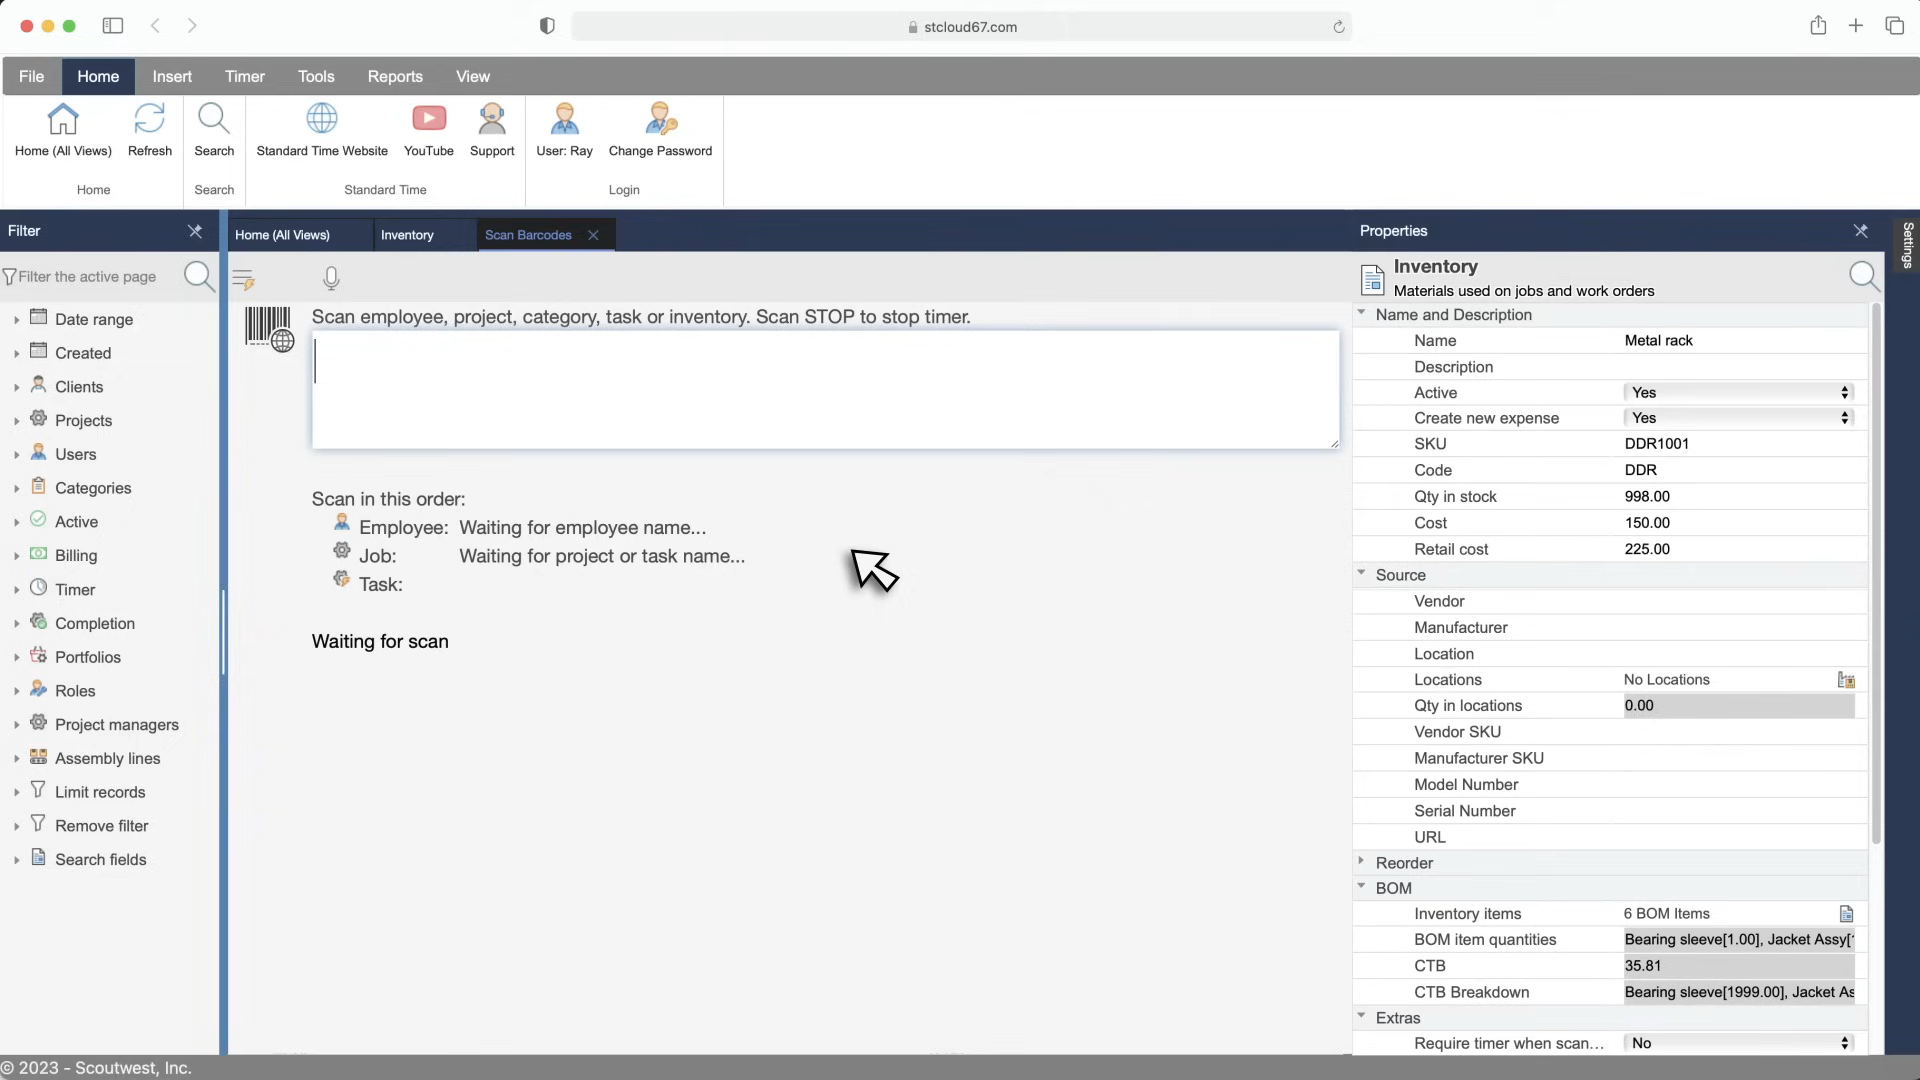 stcloud67.com
File Home Insert Timer Tools Reports View
Home (All Views) Refresh Search Standard Time Website YouTube Support User: Ray Change Password
Home Search Standard Time Login
Filter
Filter the active page
Date range
Created
Clients
Projects
Users
Categories
Active
Billing
Timer
Completion
Portfolios
Roles
Project managers
Assembly lines
Limit records
Remove filter
Search fields
Home (All Views) Inventory Scan Barcodes
Scan employee, project, category, task or inventory. Scan STOP to stop timer.
Scan in this order:
Employee: Waiting for employee name...
Job: Waiting for project or task name...
Task:
Waiting for scan
Properties
Settings
Inventory
Materials used on jobs and work orders
Name and Description
Name Metal rack
Description
Active Yes
Create new expense Yes
SKU DDR1001
Code DDR
Qty in stock 998.00
Cost 150.00
Retail cost 225.00
Source
Vendor
Manufacturer
Location
Locations No Locations
Qty in locations 0.00
Vendor SKU
Manufacturer SKU
Model Number
Serial Number
URL
Reorder
BOM
Inventory items 6 BOM Items
BOM item quantities Bearing sleeve[1.00], Jacket Assy[
CTB 35.81
CTB Breakdown Bearing sleeve[1999.00], Jacket As
Extras
Require timer when scan... No
© 2023 - Scoutwest, Inc.